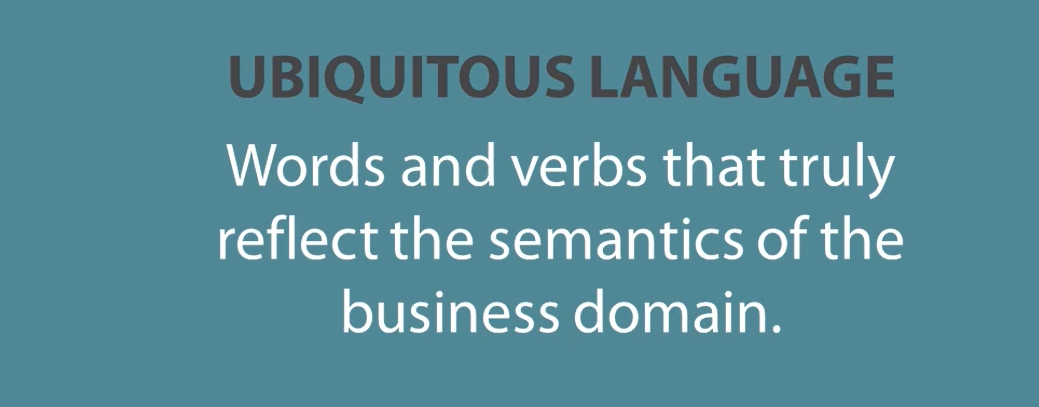 UBIQUITOUS LANGUAGE
Words and verbs that truly
reflect the semantics of the
business domain.